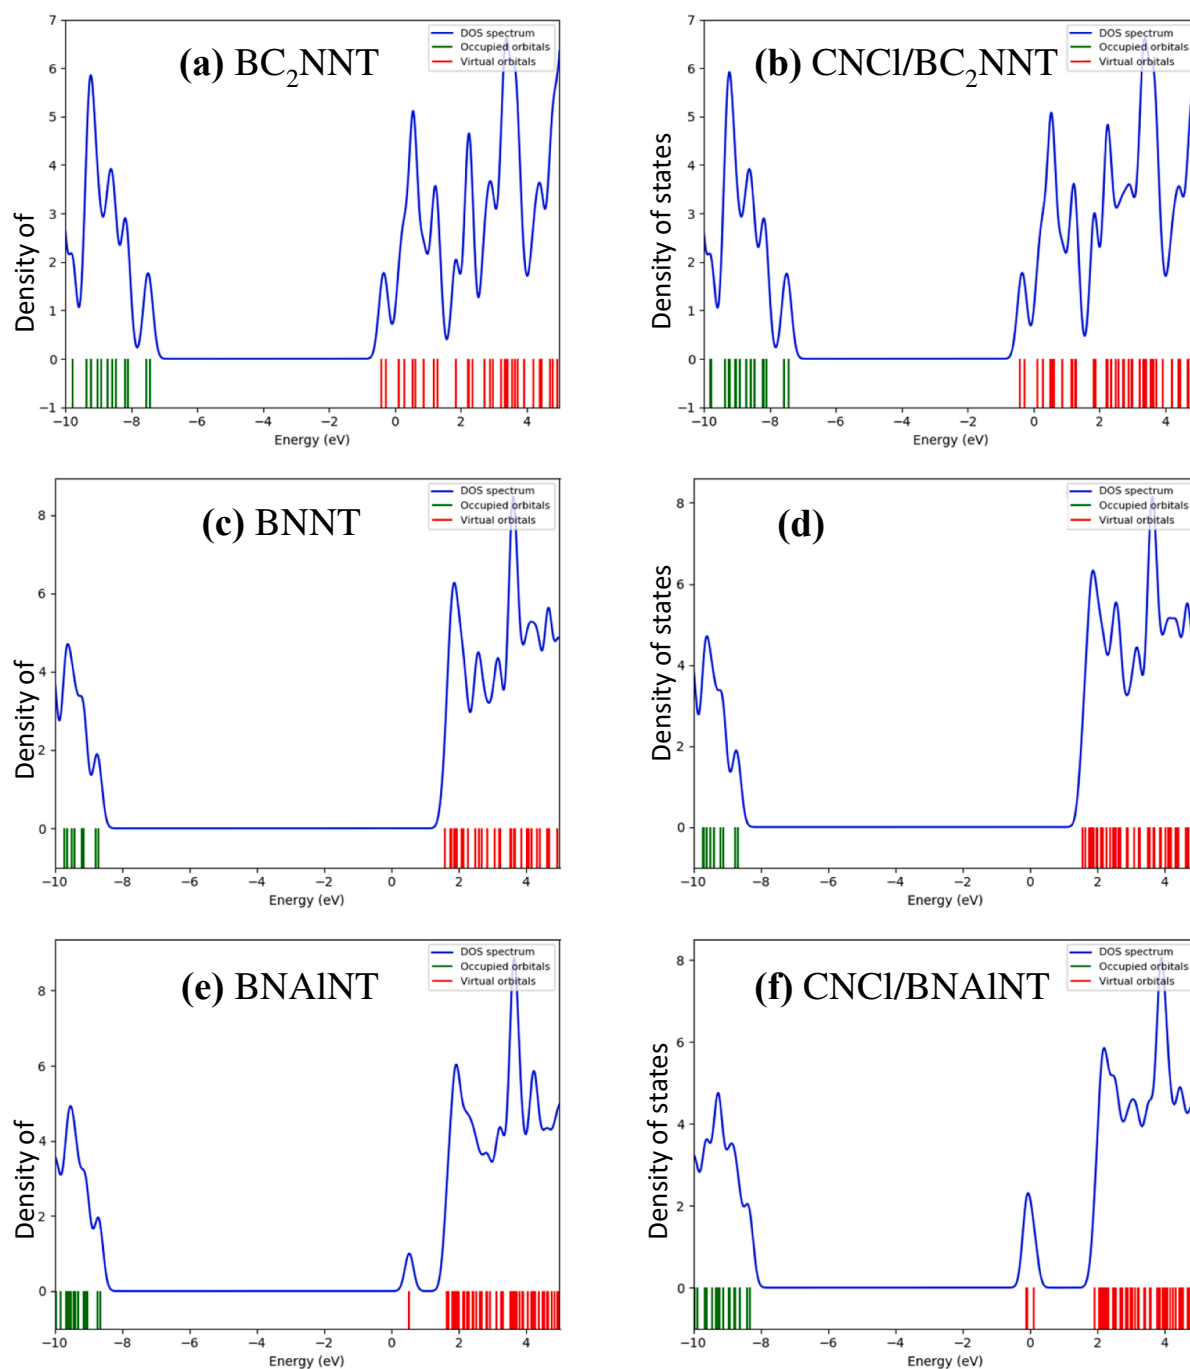 (a) BC2NNT
DOS spectrum
Occupied orbitals
Virtual orbitals
Density of
7
6
5
4
3
2
1
0
−1
−10 −8 −6 −4 −2 0 2 4
Energy (eV)
(b) CNCl/BC2NNT
DOS spectrum
Occupied orbitals
Virtual orbitals
Density of states
7
6
5
4
3
2
1
0
−1
−10 −8 −6 −4 −2 0 2 4
Energy (eV)
(c) BNNT
DOS spectrum
Occupied orbitals
Virtual orbitals
Density of
8
6
4
2
0
−10 −8 −6 −4 −2 0 2 4
Energy (eV)
(d)
DOS spectrum
Occupied orbitals
Virtual orbitals
Density of states
8
6
4
2
0
−10 −8 −6 −4 −2 0 2 4
Energy (eV)
(e) BNAlNT
DOS spectrum
Occupied orbitals
Virtual orbitals
Density of
8
6
4
2
0
−10 −8 −6 −4 −2 0 2 4
Energy (eV)
(f) CNCl/BNAlNT
DOS spectrum
Occupied orbitals
Virtual orbitals
Density of states
8
6
4
2
0
−10 −8 −6 −4 −2 0 2 4
Energy (eV)